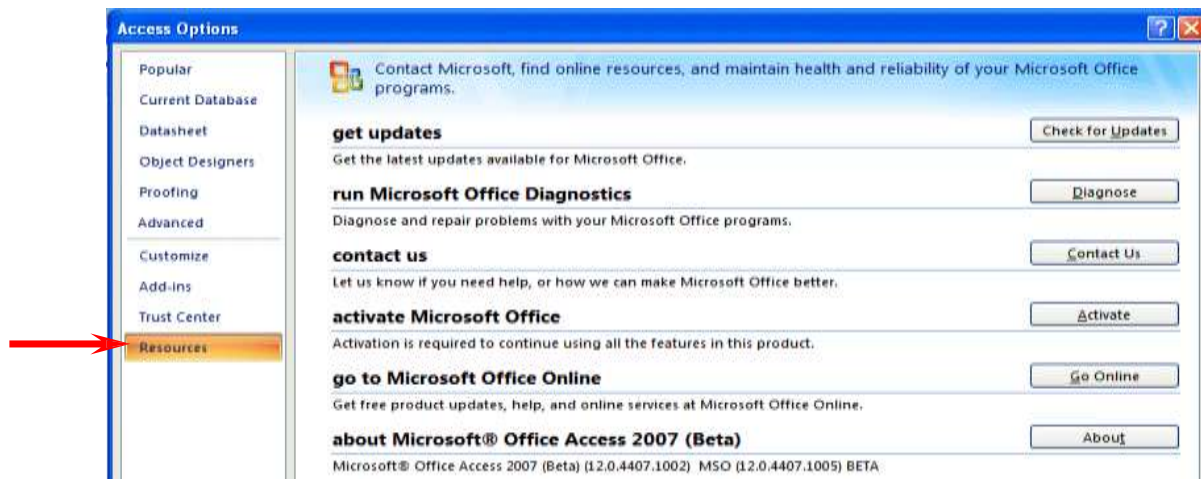 Access Options
Popular
Current Database
Datasheet
Object Designers
Proofing
Advanced
Customize
Add-ins
Trust Center
Resources
Contact Microsoft, find online resources, and maintain health and reliability of your Microsoft Office
programs.
get updates
Check for Updates
Get the latest updates available for Microsoft Office.
run Microsoft Office Diagnostics
Diagnose
Diagnose and repair problems with your Microsoft Office programs.
contact us
Contact Us
Let us know if you need help, or how we can make Microsoft Office better.
activate Microsoft Office
Activate
Activation is required to continue using all the features in this product.
go to Microsoft Office Online
Go Online
Get free product updates, help, and online services at Microsoft Office Online.
about Microsoft® Office Access 2007 (Beta)
About
Microsoft® Office Access 2007 (Beta) (12.0.4407.1002) MSO (12.0.4407.1005) BETA